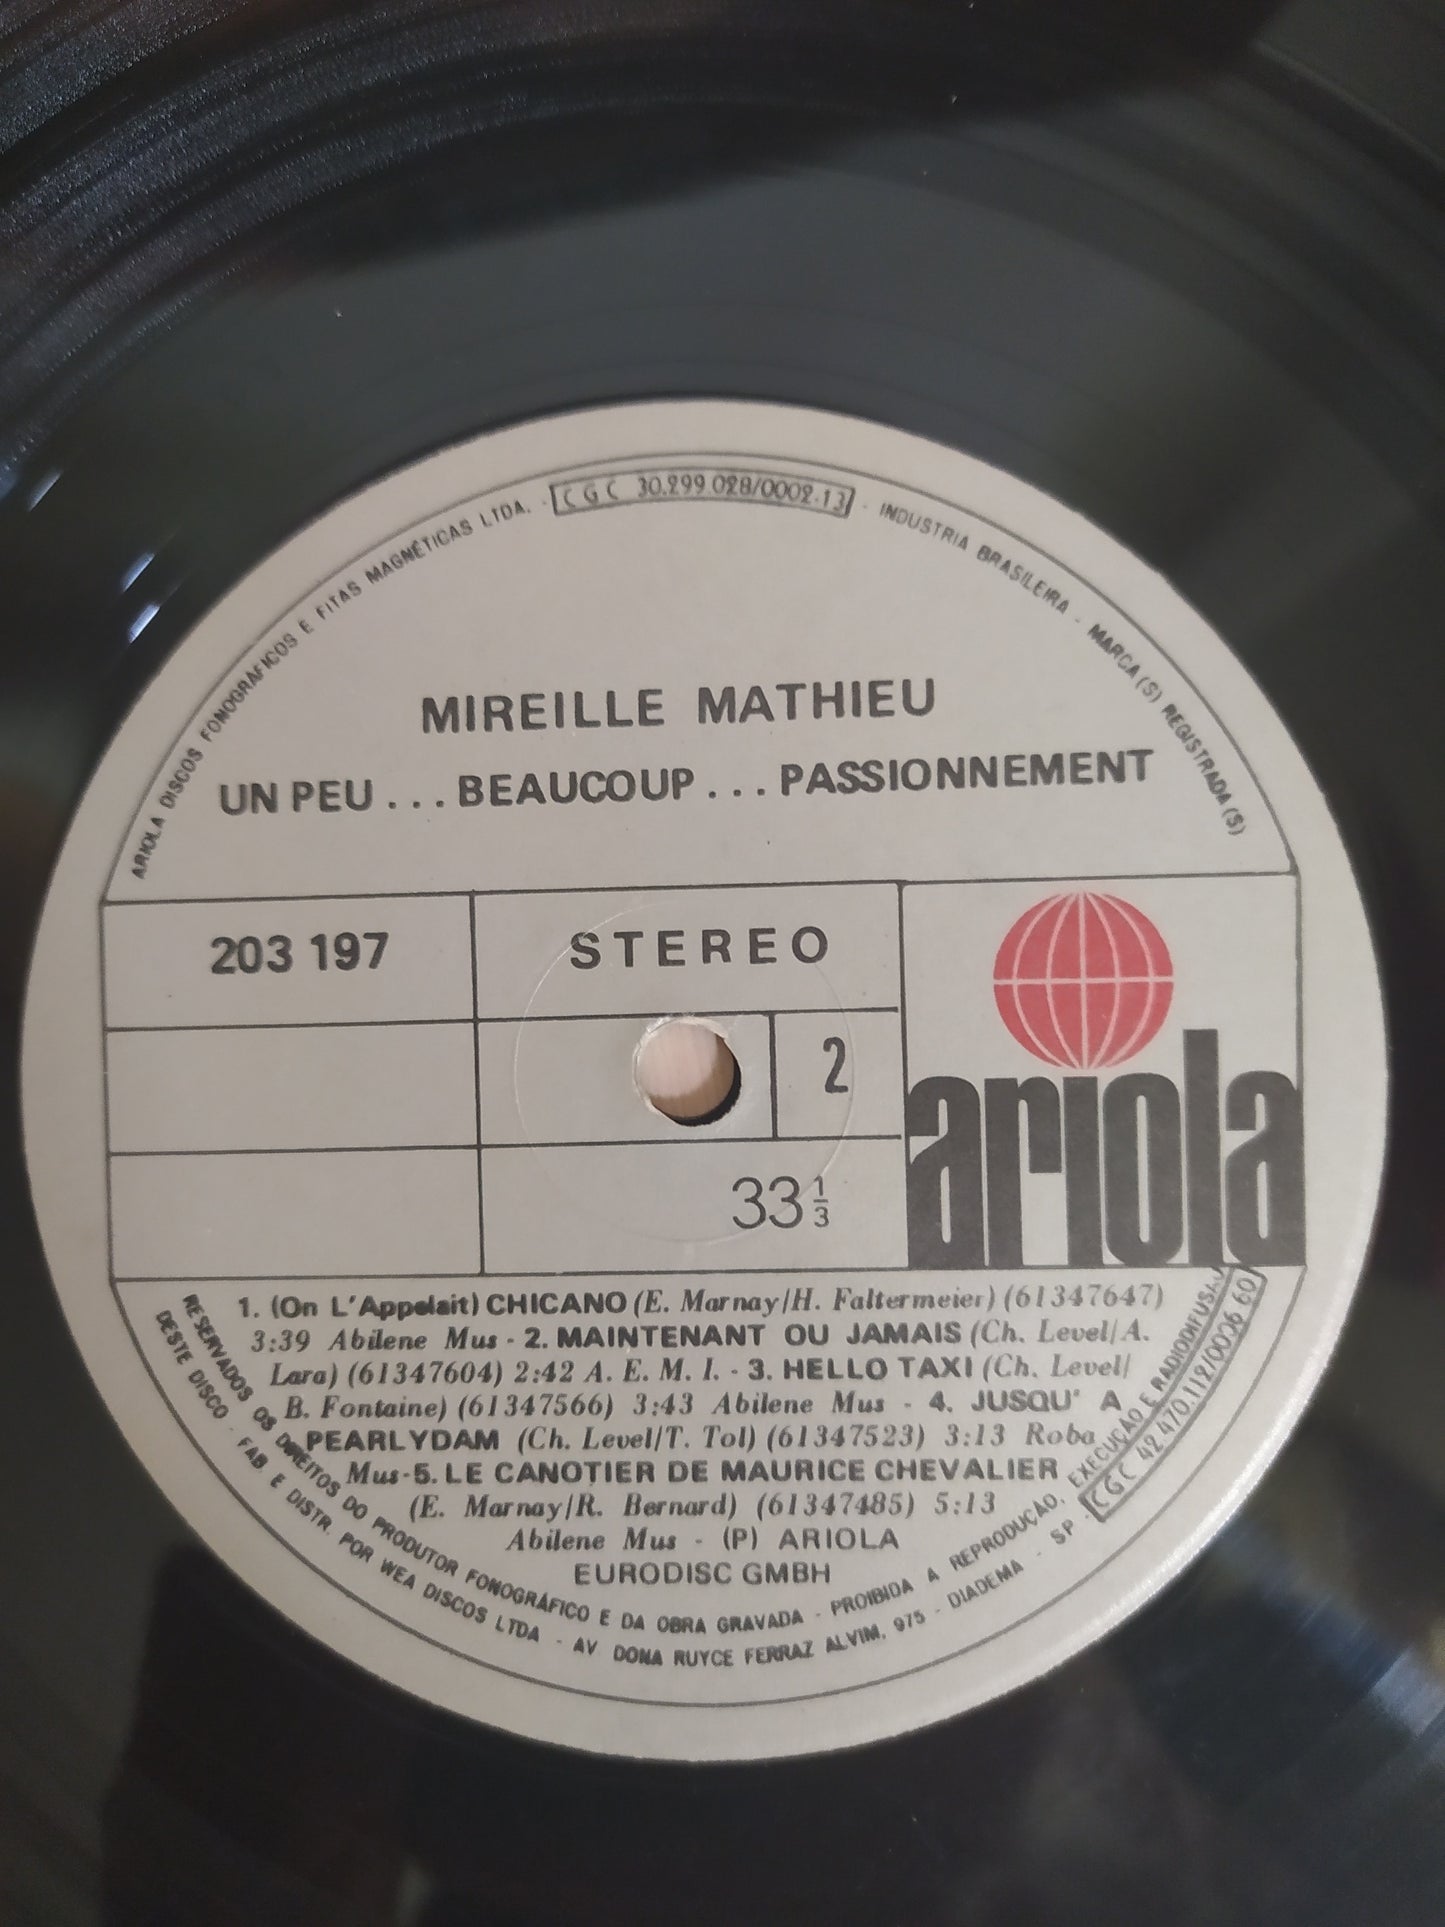 ARIOLA DISCOS FONOGRÁFICOS E FITAS MAGNÉTICAS LTDA. - CGC 30.299.028/0002-13 - INDUSTRIA BRASILEIRA - MARCA (S) REGISTRADA (S)
MIREILLE MATHIEU
UN PEU . . . BEAUCOUP . . . PASSIONNEMENT
203 197
STEREO
2
33 1/3
ariola
1. (On L'Appelait) CHICANO (E. Marnay/H. Faltermeier) (61347647)
3:39 Abilene Mus - 2. MAINTENANT OU JAMAIS (Ch. Level/A.
Lara) (61347604) 2:42 A. E. M. I. - 3. HELLO TAXI (Ch. Level/
B. Fontaine) (61347566) 3:43 Abilene Mus - 4. JUSQU' A
PEARLYDAM (Ch. Level/T. Tol) (61347523) 3:13 Roba
Mus-5. LE CANOTIER DE MAURICE CHEVALIER
(E. Marnay/R. Bernard) (61347485) 5:13
Abilene Mus - (P) ARIOLA
EURODISC GMBH
RESERVADOS OS DIREITOS DO PRODUTOR FONOGRÁFICO E DA OBRA GRAVADA - PROIBIDA A REPRODUÇÃO, EXECUÇÃO E RADIODIFUSÃO
DESTE DISCO - FAB. E DISTR. POR WEA DISCOS LTDA - AV DONA RUYCE FERRAZ ALVIM, 975 - DIADEMA - SP - CGC 42 470.112/0006 60